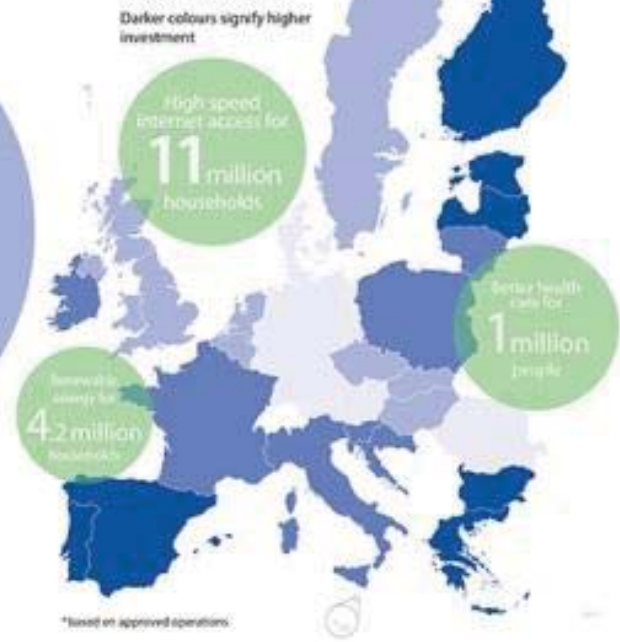 Darker colours signify higher
investment
High speed
internet access for
11 million
households
Better health
care for
1 million
people
Renewable
energy for
4.2 million
households
*based on approved operations